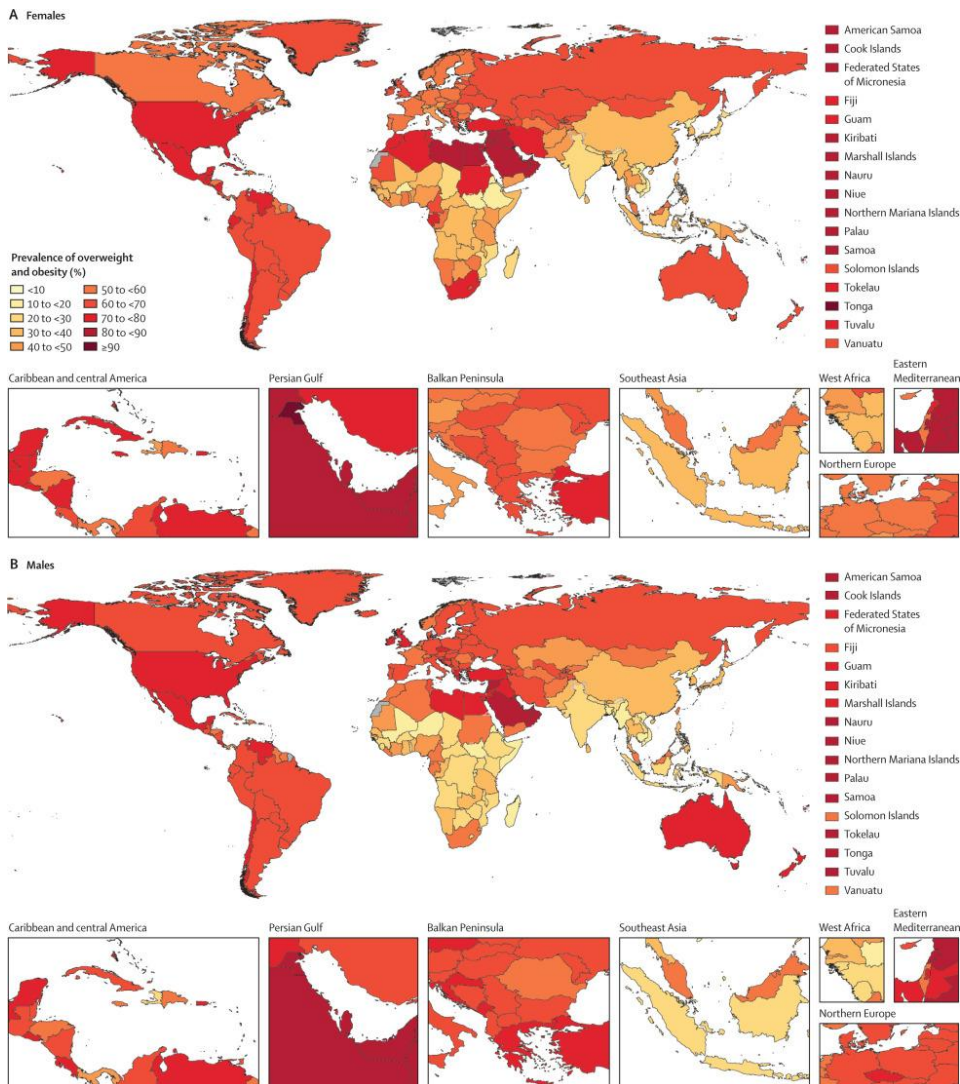 A Females
American Samoa
Cook Islands
Federated States
of Micronesia
Fiji
Guam
Kiribati
Marshall Islands
Nauru
Niue
Northern Mariana Islands
Palau
Samoa
Solomon Islands
Tokelau
Tonga
Tuvalu
Vanuatu
Prevalence of overweight
and obesity (%)
<10
10 to <20
20 to <30
30 to <40
40 to <50
50 to <60
60 to <70
70 to <80
80 to <90
≥90
Caribbean and central America
Persian Gulf
Balkan Peninsula
Southeast Asia
West Africa
Eastern
Mediterranean
Northern Europe
B Males
American Samoa
Cook Islands
Federated States
of Micronesia
Fiji
Guam
Kiribati
Marshall Islands
Nauru
Niue
Northern Mariana Islands
Palau
Samoa
Solomon Islands
Tokelau
Tonga
Tuvalu
Vanuatu
Caribbean and central America
Persian Gulf
Balkan Peninsula
Southeast Asia
West Africa
Eastern
Mediterranean
Northern Europe